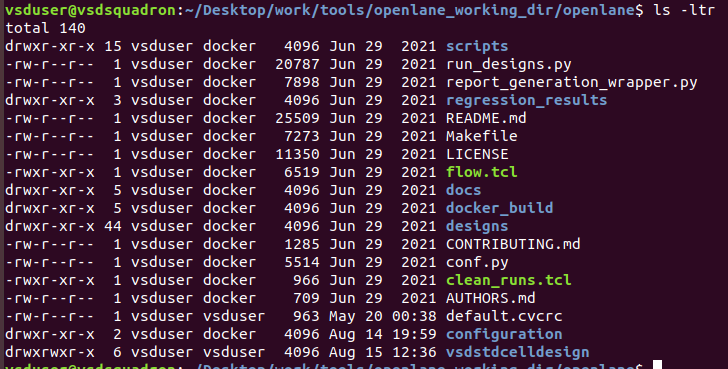 vsduser@vsdsquadron:~/Desktop/work/tools/openlane_working_dir/openlane$ ls -ltr
total 140
drwxr-xr-x 15 vsduser docker 4096 Jun 29 2021 scripts
-rw-r--r-- 1 vsduser docker 20787 Jun 29 2021 run_designs.py
-rw-r--r-- 1 vsduser docker 7898 Jun 29 2021 report_generation_wrapper.py
drwxr-xr-x 3 vsduser docker 4096 Jun 29 2021 regression_results
-rw-r--r-- 1 vsduser docker 25509 Jun 29 2021 README.md
-rw-r--r-- 1 vsduser docker 7273 Jun 29 2021 Makefile
-rw-r--r-- 1 vsduser docker 11350 Jun 29 2021 LICENSE
-rwxr-xr-x 1 vsduser docker 6519 Jun 29 2021 flow.tcl
drwxr-xr-x 5 vsduser docker 4096 Jun 29 2021 docs
drwxr-xr-x 5 vsduser docker 4096 Jun 29 2021 docker_build
drwxr-xr-x 44 vsduser docker 4096 Jun 29 2021 designs
-rw-r--r-- 1 vsduser docker 1285 Jun 29 2021 CONTRIBUTING.md
-rw-r--r-- 1 vsduser docker 5514 Jun 29 2021 conf.py
-rwxr-xr-x 1 vsduser docker 966 Jun 29 2021 clean_runs.tcl
-rw-r--r-- 1 vsduser docker 709 Jun 29 2021 AUTHORS.md
-rw-r--r-- 1 vsduser vsduser 963 May 20 00:38 default.cvcrc
drwxr-xr-x 2 vsduser docker 4096 Aug 14 19:59 configuration
drwxrwxr-x 6 vsduser vsduser 4096 Aug 15 12:36 vsdstdcelldesign
vsduser@vsdsquadron:~/Desktop/work/tools/openlane_working_dir/openlane$